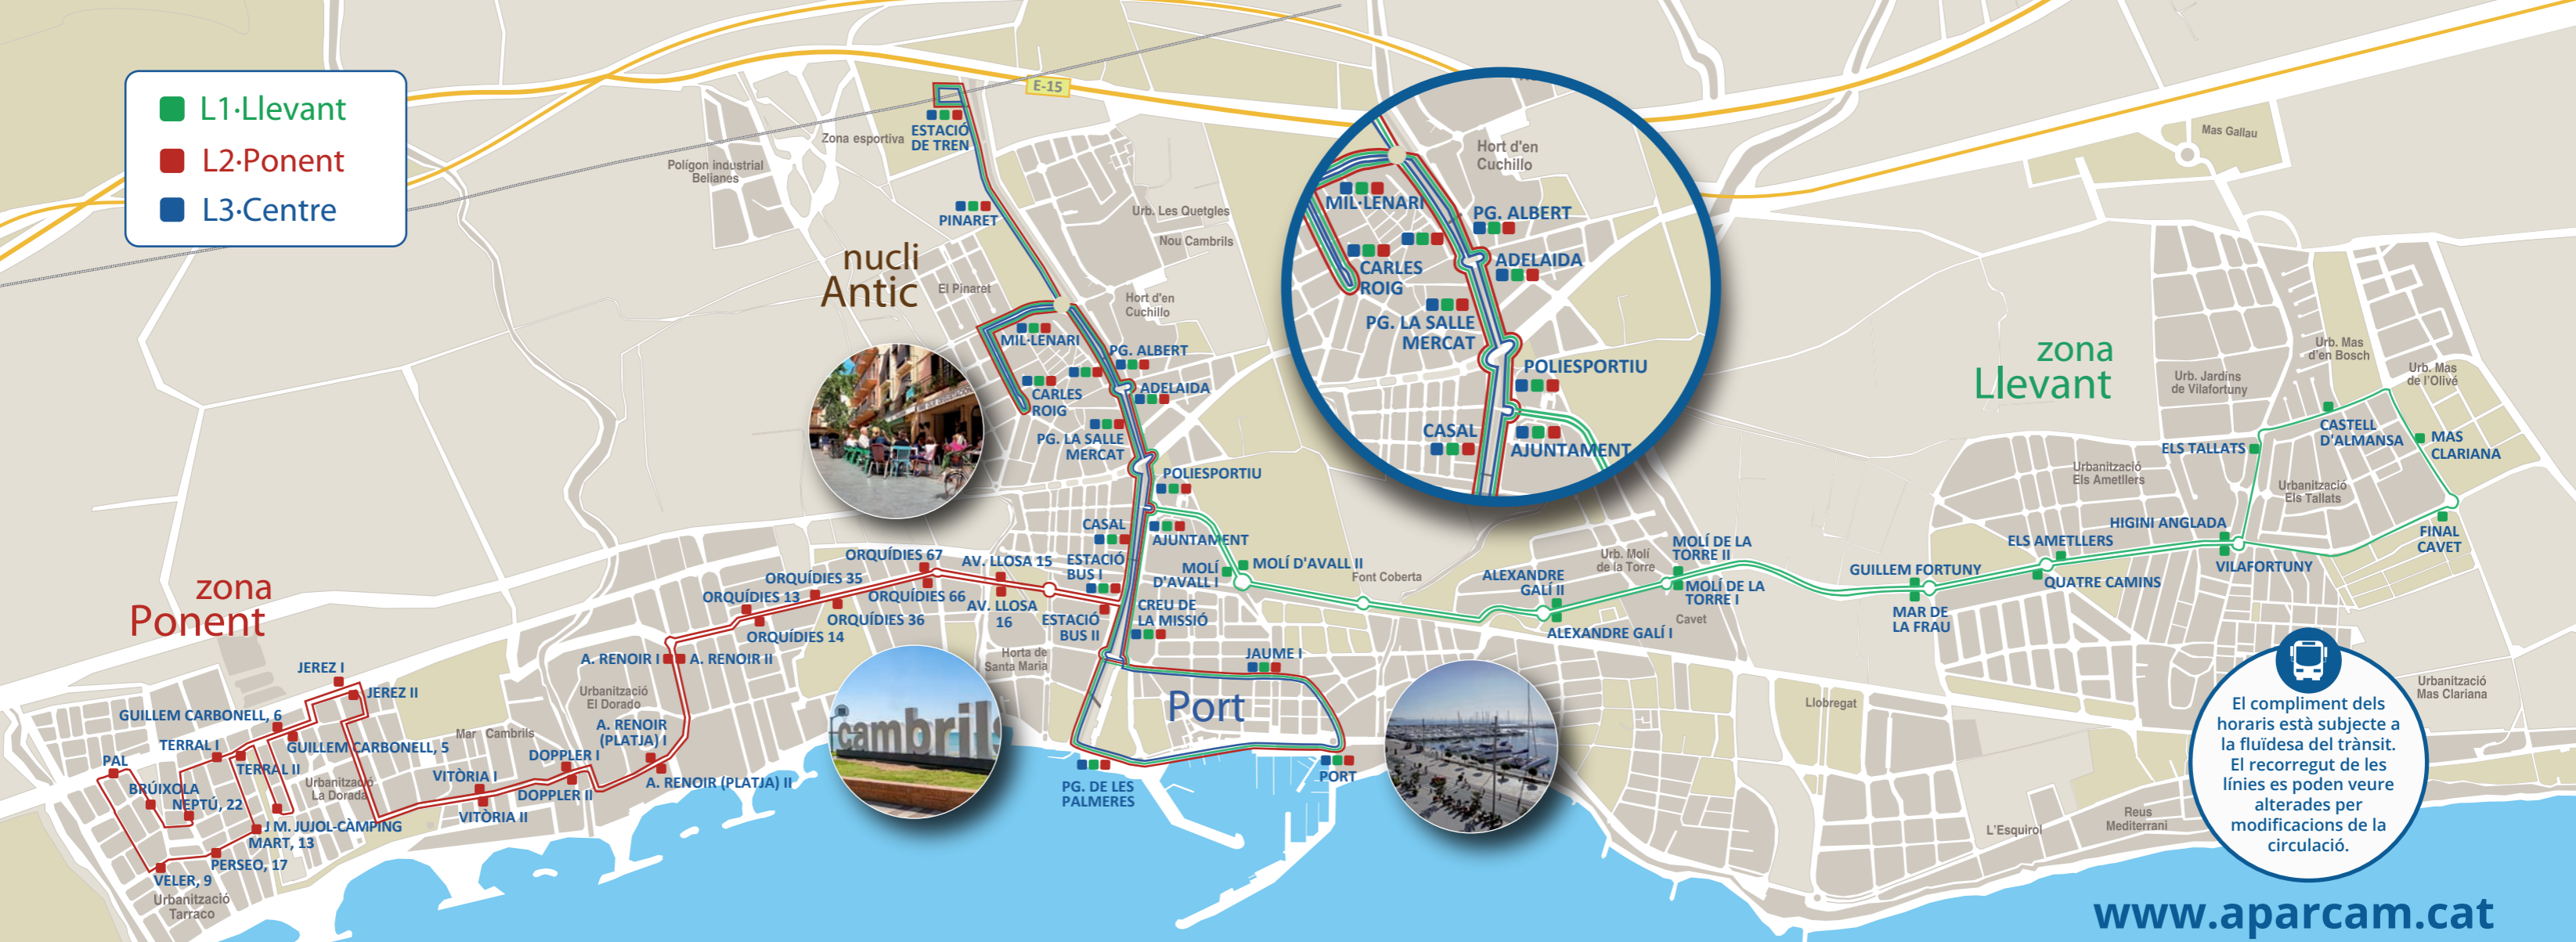 L1·Llevant
L2·Ponent
L3·Centre
E-15
Zona esportiva
ESTACIÓ
DE TREN
Polígon industrial
Belianes
PINARET
Urb. Les Quetgles
Nou Cambrils
nucli
Antic
El Pinaret
Hort d'en
Cuchillo
MIL·LENARI
PG. ALBERT
ADELAIDA
CARLES
ROIG
PG. LA SALLE
MERCAT
POLIESPORTIU
CASAL
AJUNTAMENT
Hort d'en
Cuchillo
MIL·LENARI
PG. ALBERT
CARLES
ROIG
ADELAIDA
PG. LA SALLE
MERCAT
POLIESPORTIU
CASAL
AJUNTAMENT
Mas Gallau
zona
Llevant
Urb. Mas
d'en Bosch
Urb. Mas
de l'Olivé
Urb. Jardins
de Vilafortuny
CASTELL
D'ALMANSA
MAS
CLARIANA
ELS TALLATS
Urbanització
Els Ametllers
Urbanització
Els Tallats
HIGINI ANGLADA
FINAL
CAVET
ELS AMETLLERS
VILAFORTUNY
QUATRE CAMINS
GUILLEM FORTUNY
MAR DE
LA FRAU
MOLÍ DE LA
TORRE II
Urb. Molí
de la Torre
MOLÍ DE LA
TORRE I
Cavet
ALEXANDRE
GALÍ II
ALEXANDRE GALÍ I
Font Coberta
MOLÍ D'AVALL II
MOLÍ
D'AVALL I
ESTACIÓ
BUS I
AV. LLOSA 15
AV. LLOSA
16
ESTACIÓ
BUS II
CREU DE
LA MISSIÓ
ORQUÍDIES 67
ORQUÍDIES 35
ORQUÍDIES 66
ORQUÍDIES 13
ORQUÍDIES 36
ORQUÍDIES 14
Horta de
Santa Maria
JAUME I
Port
PG. DE LES
PALMERES
PORT
cambrils
zona
Ponent
A. RENOIR I
A. RENOIR II
Urbanització
El Dorado
A. RENOIR
(PLATJA) I
A. RENOIR (PLATJA) II
JEREZ I
JEREZ II
GUILLEM CARBONELL, 6
GUILLEM CARBONELL, 5
Mar Cambrils
DOPPLER I
DOPPLER II
VITÒRIA I
VITÒRIA II
TERRAL I
TERRAL II
Urbanització
La Dorada
PAL
BRÚIXOLA
NEPTÚ, 22
J M. JUJOL-CÀMPING
MART, 13
PERSEO, 17
VELER, 9
Urbanització
Tarraco
Llobregat
L'Esquirol
Reus
Mediterrani
Urbanització
Mas Clariana
El compliment dels
horaris està subjecte a
la fluïdesa del trànsit.
El recorregut de les
línies es poden veure
alterades per
modificacions de la
circulació.
www.aparcam.cat